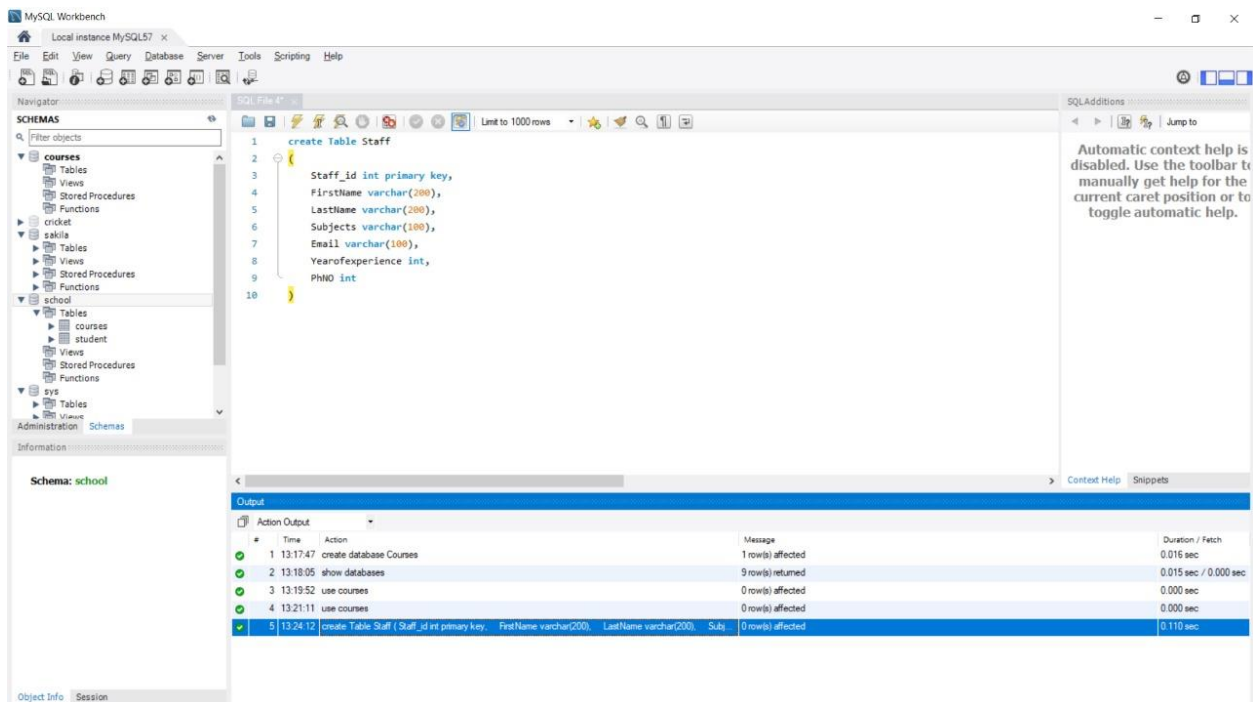 MySQL Workbench
Local instance MySQL57
File Edit View Query Database Server Tools Scripting Help
Navigator
SCHEMAS
Filter objects
courses
Tables
Views
Stored Procedures
Functions
cricket
sakila
Tables
Views
Stored Procedures
Functions
school
Tables
courses
student
Views
Stored Procedures
Functions
sys
Tables
Views
Administration Schemas
Information
Schema: school
Object Info Session
SQL File 4*
Limit to 1000 rows
1 create Table Staff
2 (
3 Staff_id int primary key,
4 FirstName varchar(200),
5 LastName varchar(200),
6 Subjects varchar(100),
7 Email varchar(100),
8 Yearofexperience int,
9 PhNO int
10 )
SQLAdditions
Jump to
Automatic context help is
disabled. Use the toolbar to
manually get help for the
current caret position or to
toggle automatic help.
Context Help Snippets
Output
Action Output
# Time Action Message Duration / Fetch
1 13:17:47 create database Courses 1 row(s) affected 0.016 sec
2 13:18:05 show databases 9 row(s) returned 0.015 sec / 0.000 sec
3 13:19:52 use courses 0 row(s) affected 0.000 sec
4 13:21:11 use courses 0 row(s) affected 0.000 sec
5 13:24:12 create Table Staff ( Staff_id int primary key, FirstName varchar(200), LastName varchar(200), Subj... 0 row(s) affected 0.110 sec